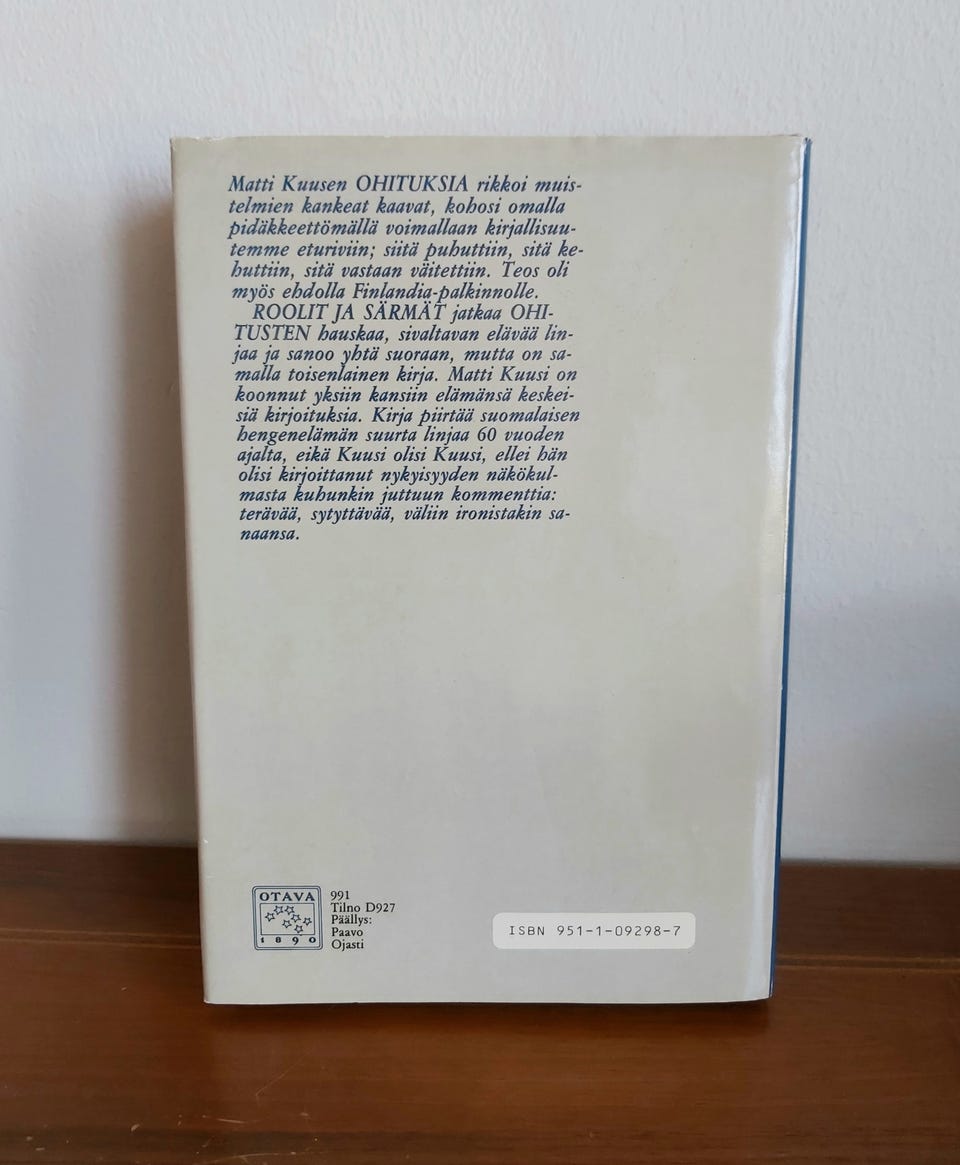 Matti Kuusen OHITUKSIA rikkoi muis-
telmien kankeat kaavat, kohosi omalla
pidäkkeettömällä voimallaan kirjallisuu-
temme eturiviin; siitä puhuttiin, sitä ke-
huttiin, sitä vastaan väitettiin. Teos oli
myös ehdolla Finlandia-palkinnolle.
ROOLIT JA SÄRMÄT jatkaa OHI-
TUSTEN hauskaa, sivaltavan elävää lin-
jaa ja sanoo yhtä suoraan, mutta on sa-
malla toisenlainen kirja. Matti Kuusi on
koonnut yksiin kansiin elämänsä keskei-
siä kirjoituksia. Kirja piirtää suomalaisen
hengenelämän suurta linjaa 60 vuoden
ajalta, eikä Kuusi olisi Kuusi, ellei hän
olisi kirjoittanut nykyisyyden näkökul-
masta kuhunkin juttuun kommenttia:
terävää, sytyttävää, väliin ironistakin sa-
naansa.
OTAVA
1890
991
Tilno D927
Päällys:
Paavo
Ojasti
ISBN 951-1-09298-7